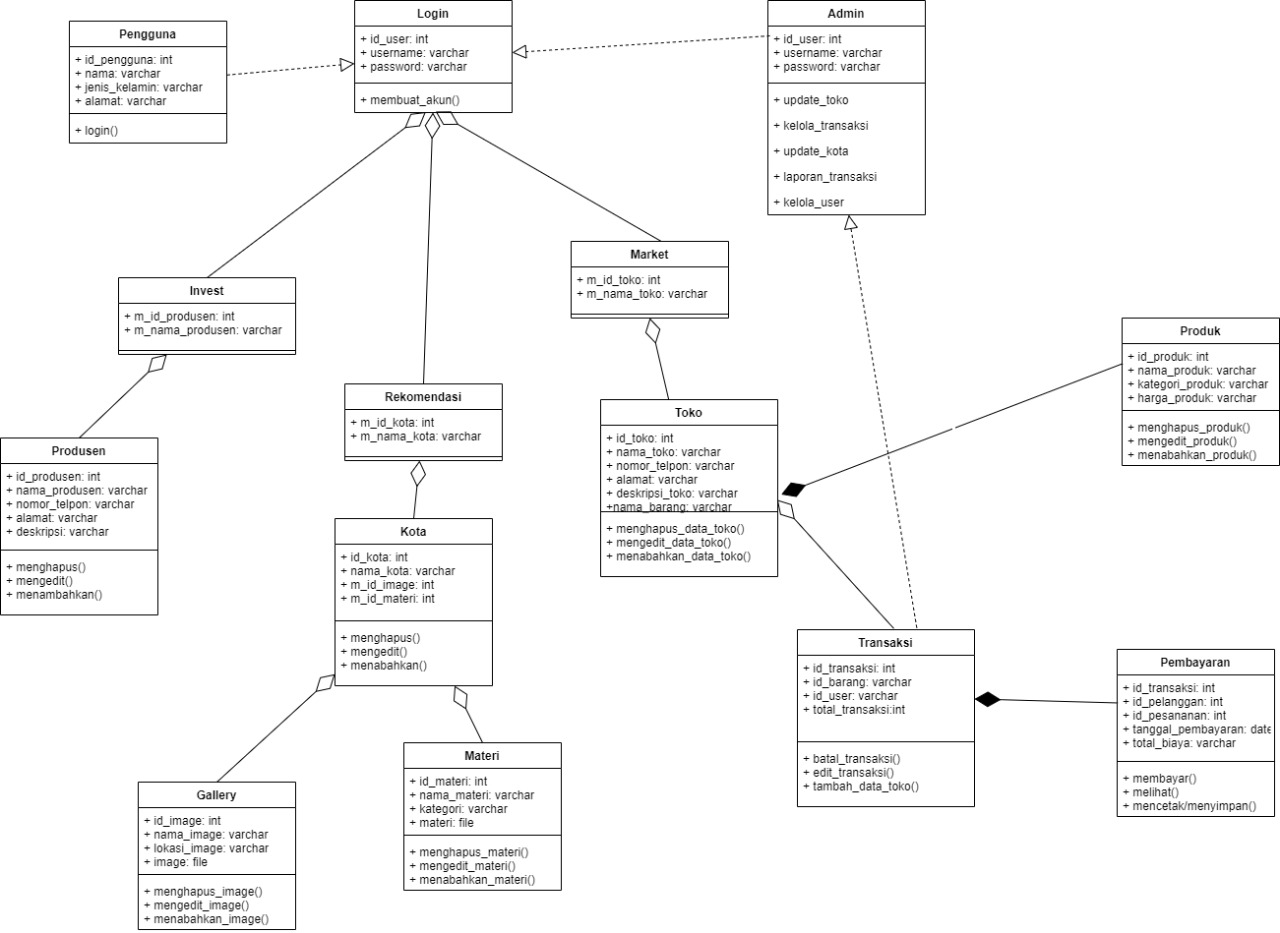 Pengguna
+ id_pengguna: int
+ nama: varchar
+ jenis_kelamin: varchar
+ alamat: varchar
+ login()
Login
+ id_user: int
+ username: varchar
+ password: varchar
+ membuat_akun()
Admin
+ id_user: int
+ username: varchar
+ password: varchar
+ update_toko
+ kelola_transaksi
+ update_kota
+ laporan_transaksi
+ kelola_user
Invest
+ m_id_produsen: int
+ m_nama_produsen: varchar
Market
+ m_id_toko: int
+ m_nama_toko: varchar
Produk
+ id_produk: int
+ nama_produk: varchar
+ kategori_produk: varchar
+ harga_produk: varchar
+ menghapus_produk()
+ mengedit_produk()
+ menabahkan_produk()
Rekomendasi
+ m_id_kota: int
+ m_nama_kota: varchar
Toko
+ id_toko: int
+ nama_toko: varchar
+ nomor_telpon: varchar
+ alamat: varchar
+ deskripsi_toko: varchar
+nama_barang: varchar
+ menghapus_data_toko()
+ mengedit_data_toko()
+ menabahkan_data_toko()
Produsen
+ id_produsen: int
+ nama_produsen: varchar
+ nomor_telpon: varchar
+ alamat: varchar
+ deskripsi: varchar
+ menghapus()
+ mengedit()
+ menambahkan()
Kota
+ id_kota: int
+ nama_kota: varchar
+ m_id_image: int
+ m_id_materi: int
+ menghapus()
+ mengedit()
+ menabahkan()
Transaksi
+ id_transaksi: int
+ id_barang: varchar
+ id_user: varchar
+ total_transaksi:int
+ batal_transaksi()
+ edit_transaksi()
+ tambah_data_toko()
Pembayaran
+ id_transaksi: int
+ id_pelanggan: int
+ id_pesananan: int
+ tanggal_pembayaran: date
+ total_biaya: varchar
+ membayar()
+ melihat()
+ mencetak/menyimpan()
Gallery
+ id_image: int
+ nama_image: varchar
+ lokasi_image: varchar
+ image: file
+ menghapus_image()
+ mengedit_image()
+ menabahkan_image()
Materi
+ id_materi: int
+ nama_materi: varchar
+ kategori: varchar
+ materi: file
+ menghapus_materi()
+ mengedit_materi()
+ menabahkan_materi()